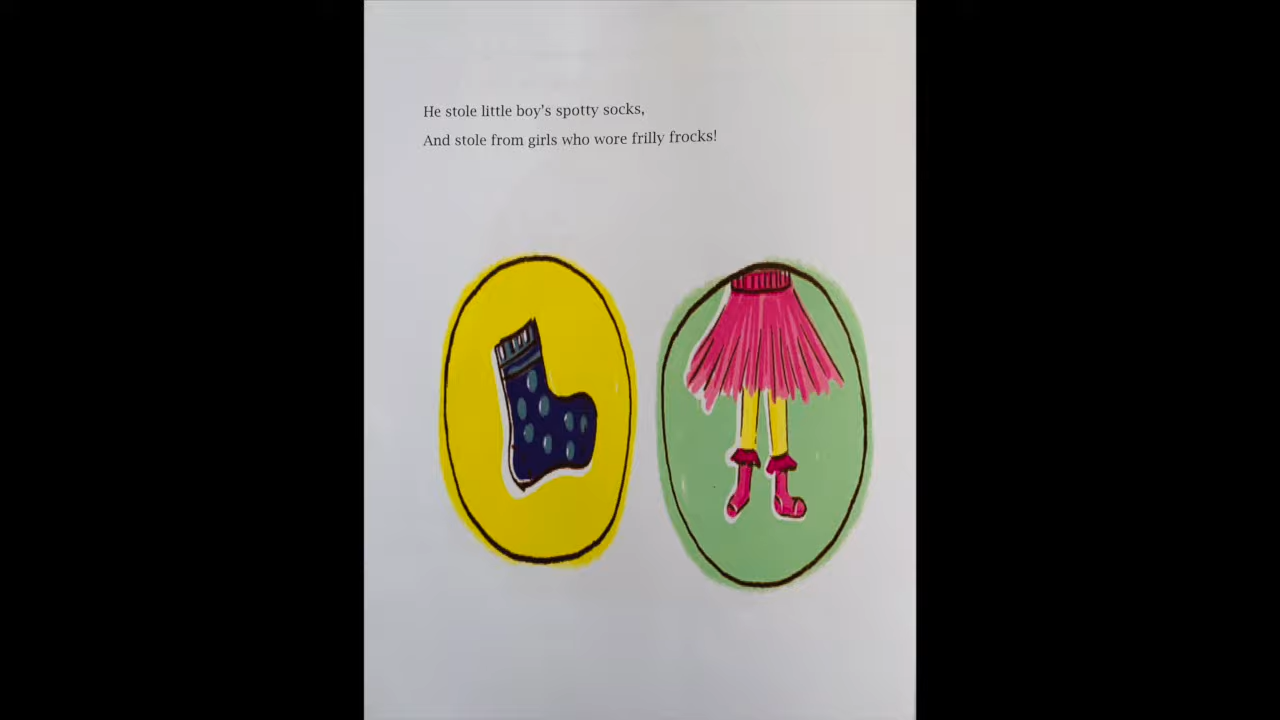 He stole little boy's spotty socks,
And stole from girls who wore frilly frocks!